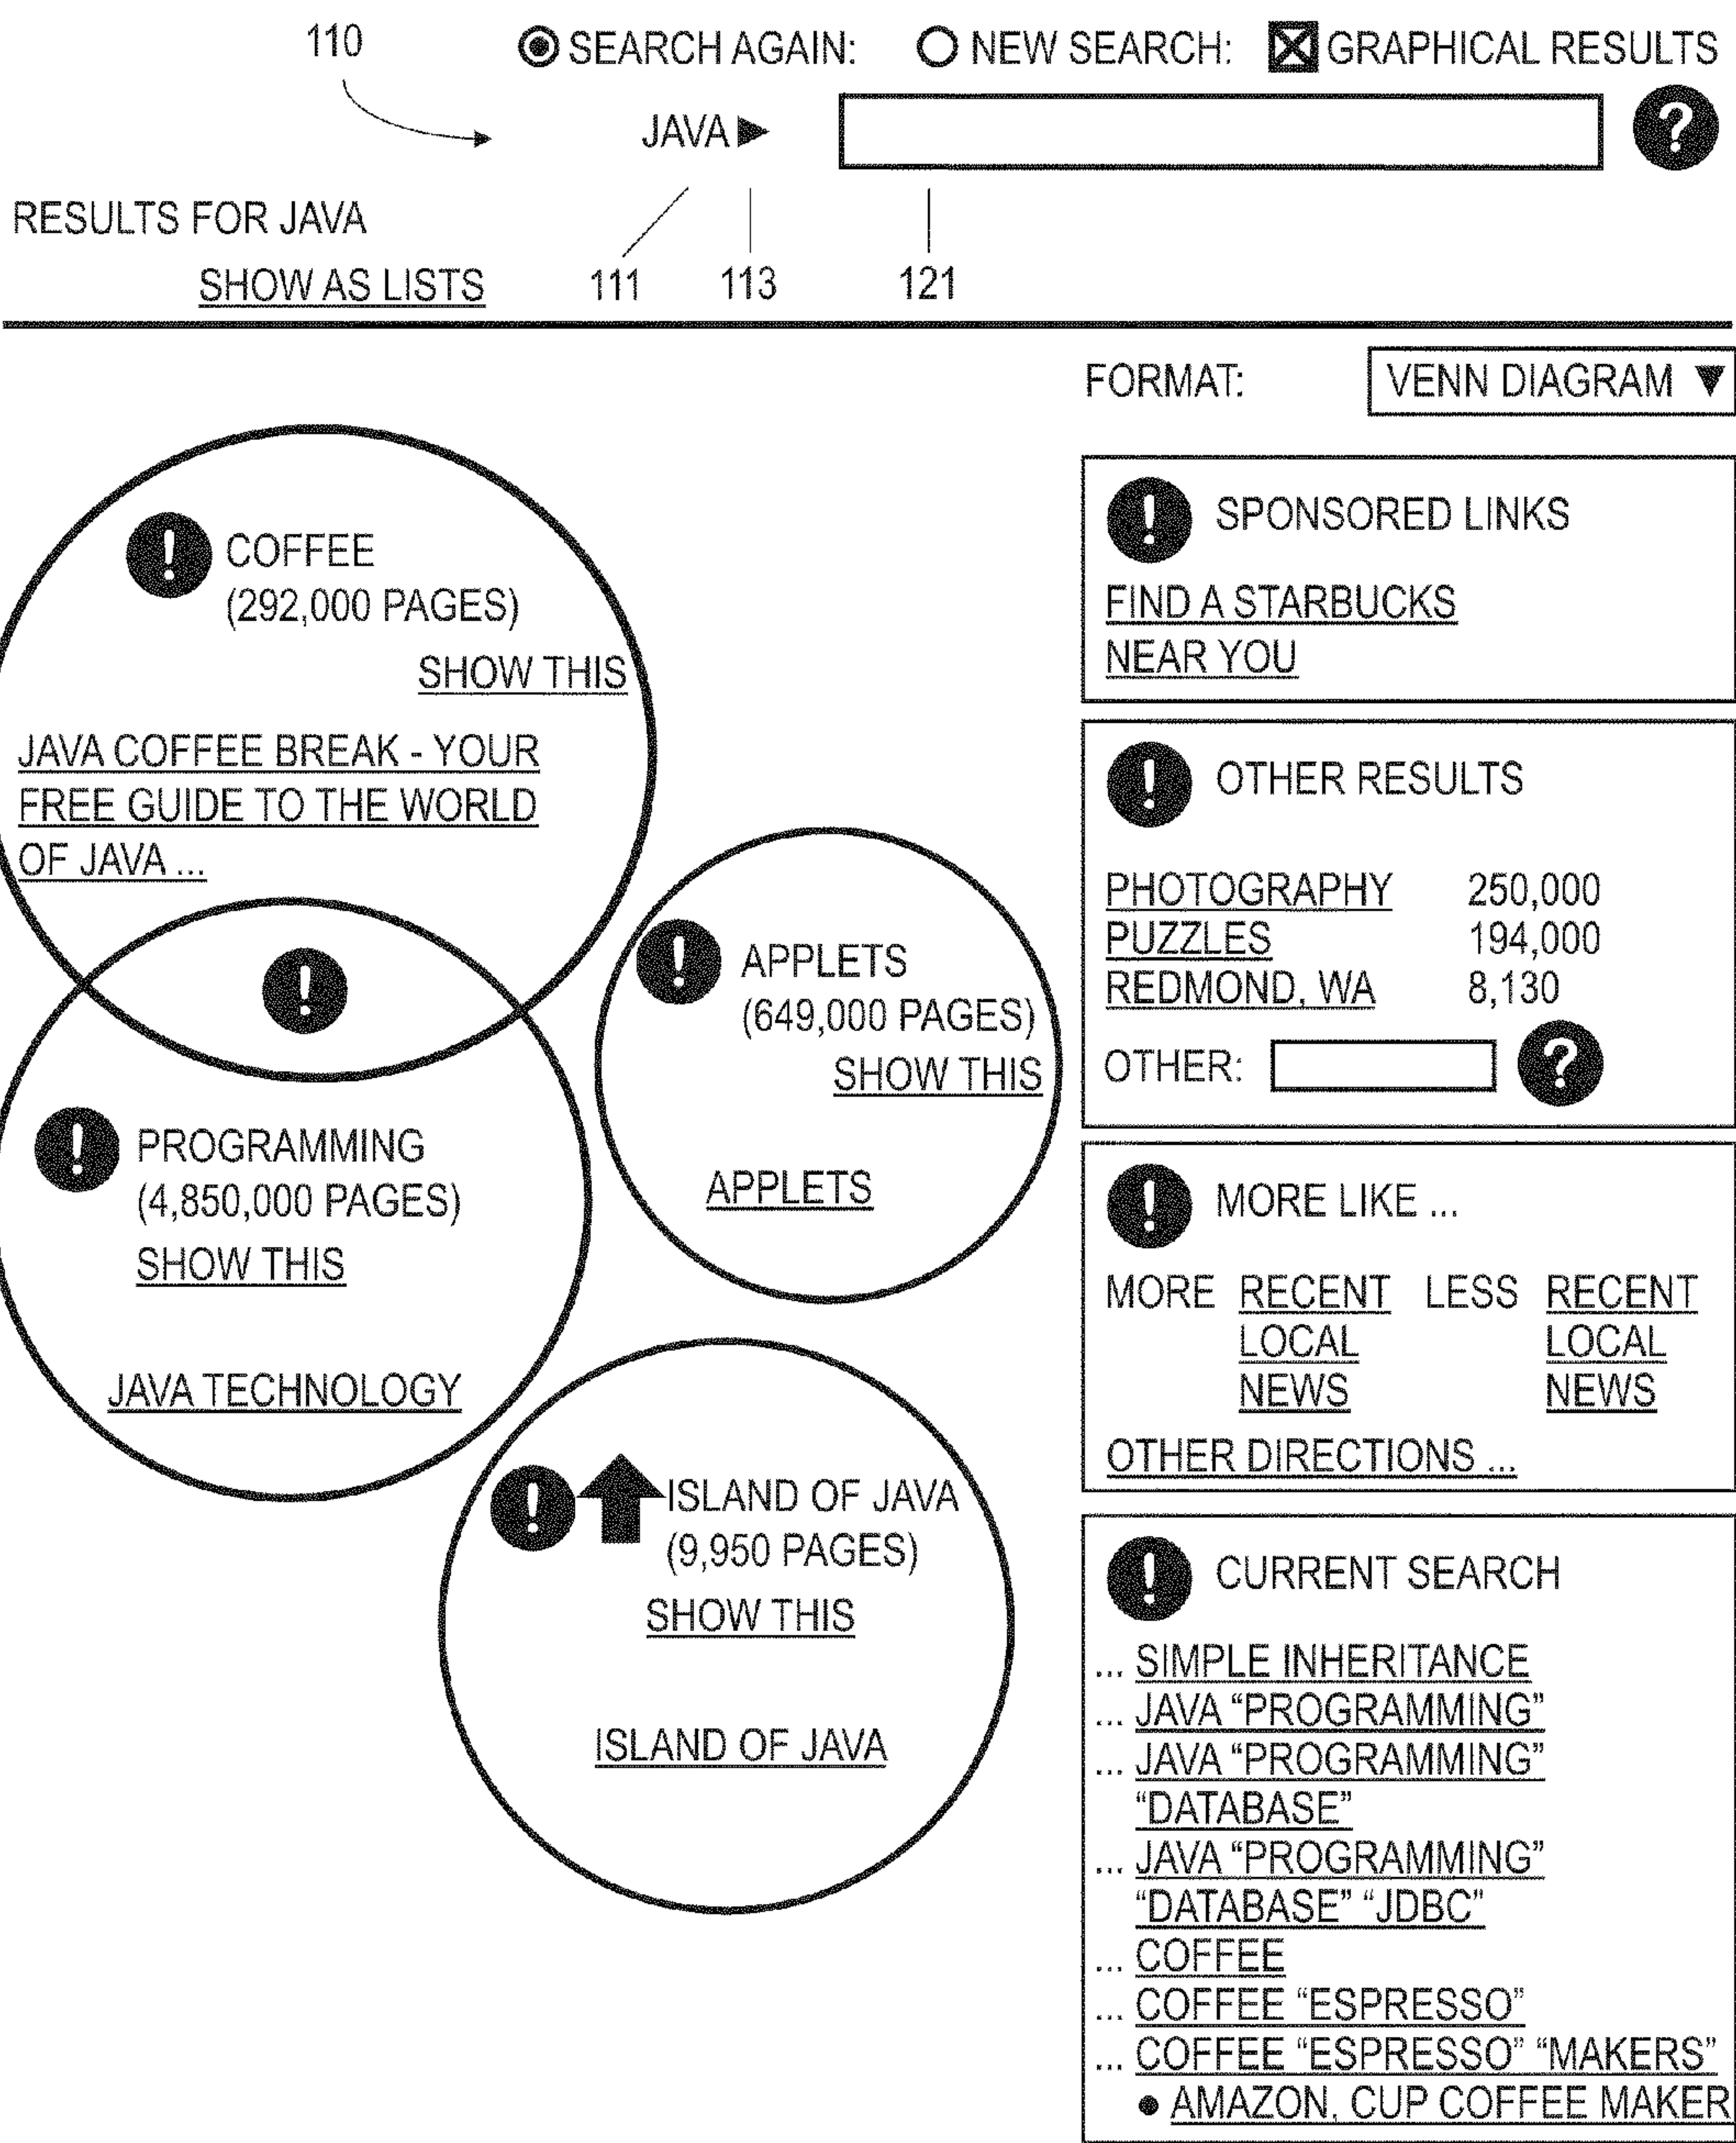 110
SEARCH AGAIN: NEW SEARCH: GRAPHICAL RESULTS
JAVA
?
RESULTS FOR JAVA
SHOW AS LISTS
111 113 121
FORMAT: VENN DIAGRAM
! COFFEE
(292,000 PAGES)
SHOW THIS
JAVA COFFEE BREAK - YOUR
FREE GUIDE TO THE WORLD
OF JAVA ...
!
! APPLETS
(649,000 PAGES)
SHOW THIS
APPLETS
! PROGRAMMING
(4,850,000 PAGES)
SHOW THIS
JAVA TECHNOLOGY
! ISLAND OF JAVA
(9,950 PAGES)
SHOW THIS
ISLAND OF JAVA
! SPONSORED LINKS
FIND A STARBUCKS
NEAR YOU
! OTHER RESULTS
PHOTOGRAPHY 250,000
PUZZLES 194,000
REDMOND, WA 8,130
OTHER: ?
! MORE LIKE ...
MORE RECENT LESS RECENT
LOCAL LOCAL
NEWS NEWS
OTHER DIRECTIONS ...
! CURRENT SEARCH
... SIMPLE INHERITANCE
... JAVA “PROGRAMMING”
... JAVA “PROGRAMMING”
“DATABASE”
... JAVA “PROGRAMMING”
“DATABASE” “JDBC”
... COFFEE
... COFFEE “ESPRESSO”
... COFFEE “ESPRESSO” “MAKERS”
• AMAZON, CUP COFFEE MAKER